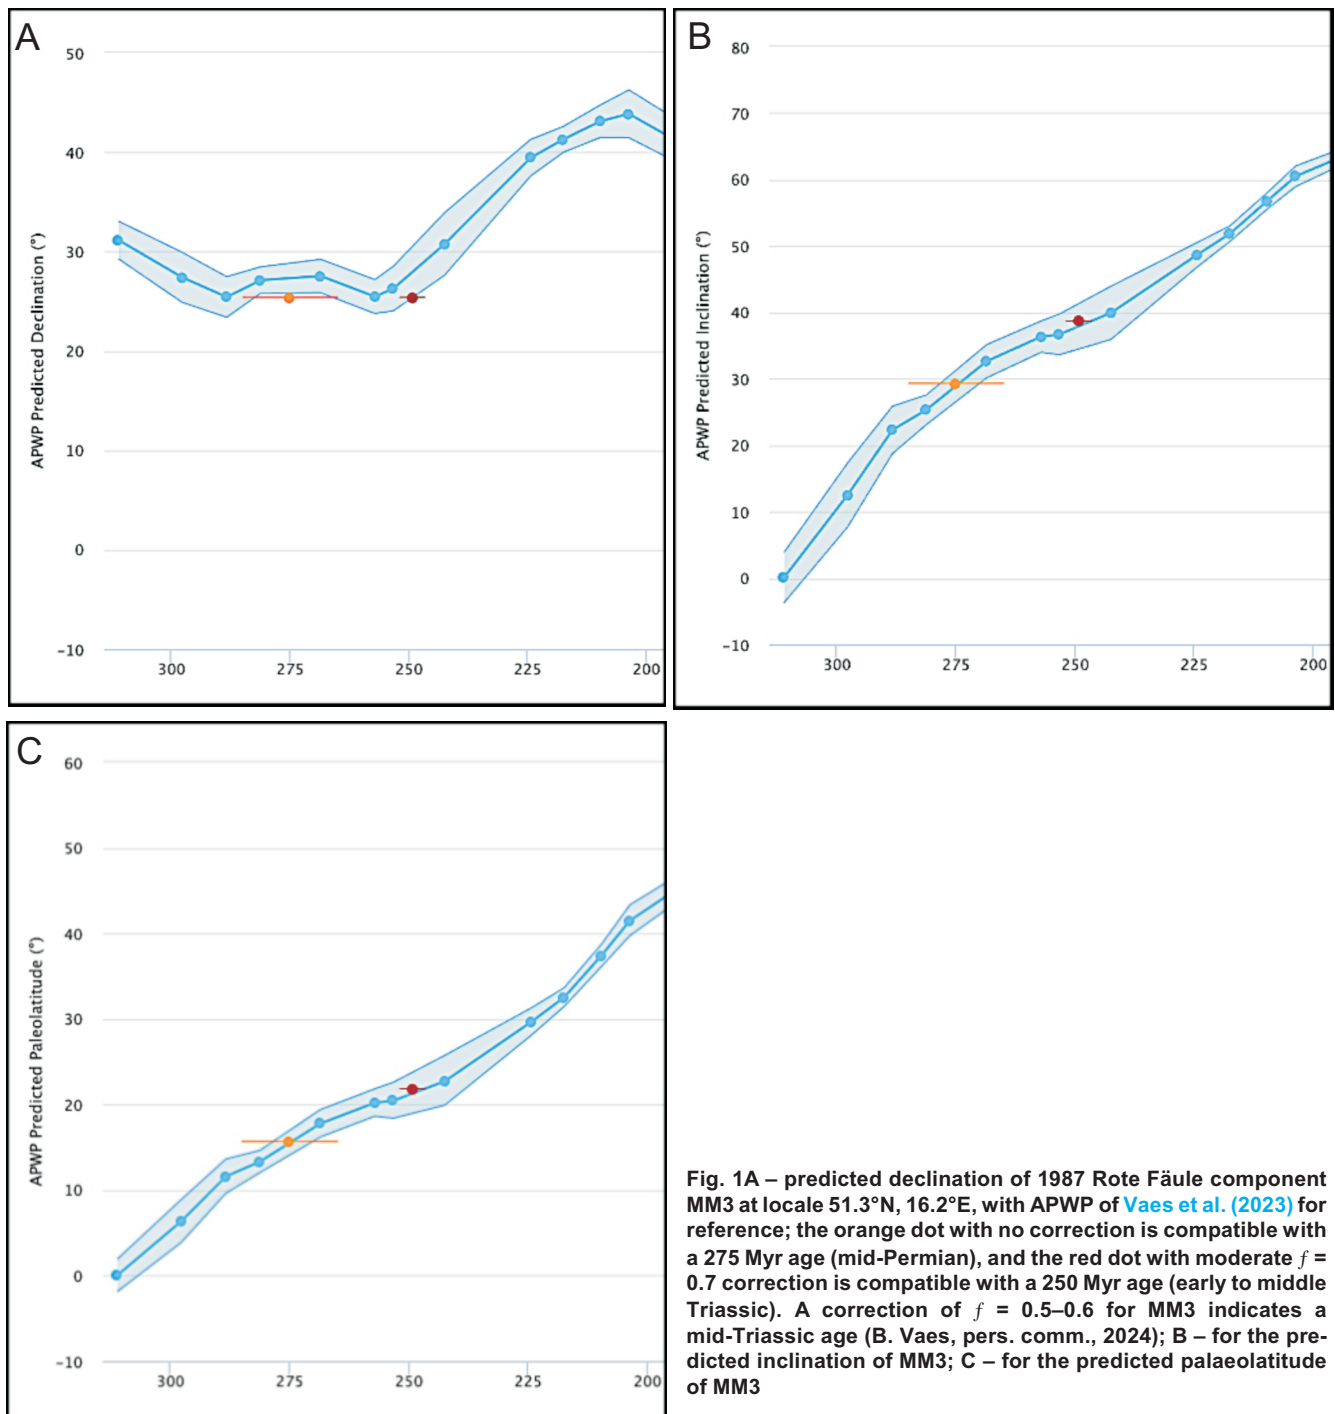 A
50
40
30
20
10
0
-10
APWP Predicted Declination (°)
300 275 250 225 200
B
80
70
60
50
40
30
20
10
0
-10
APWP Predicted Inclination (°)
300 275 250 225 200
C
60
50
40
30
20
10
0
-10
APWP Predicted Paleolatitude (°)
300 275 250 225 200
Fig. 1A – predicted declination of 1987 Rote Fäule component
MM3 at locale 51.3°N, 16.2°E, with APWP of Vaes et al. (2023) for
reference; the orange dot with no correction is compatible with
a 275 Myr age (mid-Permian), and the red dot with moderate f =
0.7 correction is compatible with a 250 Myr age (early to middle
Triassic). A correction of f = 0.5–0.6 for MM3 indicates a
mid-Triassic age (B. Vaes, pers. comm., 2024); B – for the pre-
dicted inclination of MM3; C – for the predicted palaeolatitude
of MM3